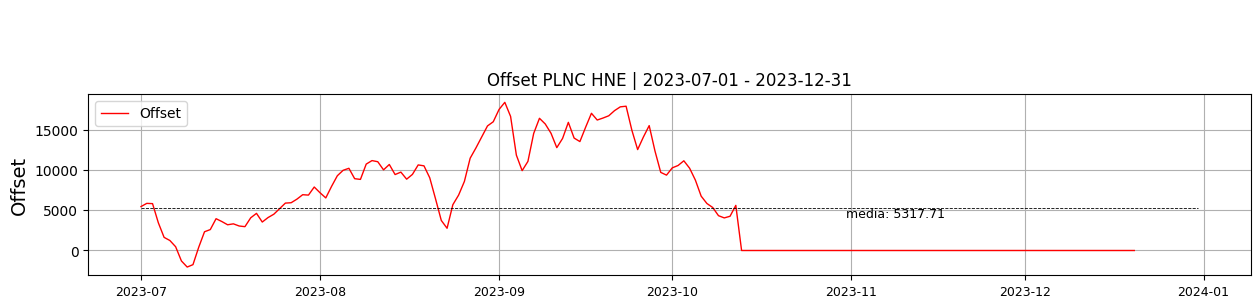 Offset PLNC HNE | 2023-07-01 - 2023-12-31
Offset
Offset
15000
10000
5000
0
media: 5317.71
2023-07 2023-08 2023-09 2023-10 2023-11 2023-12 2024-01